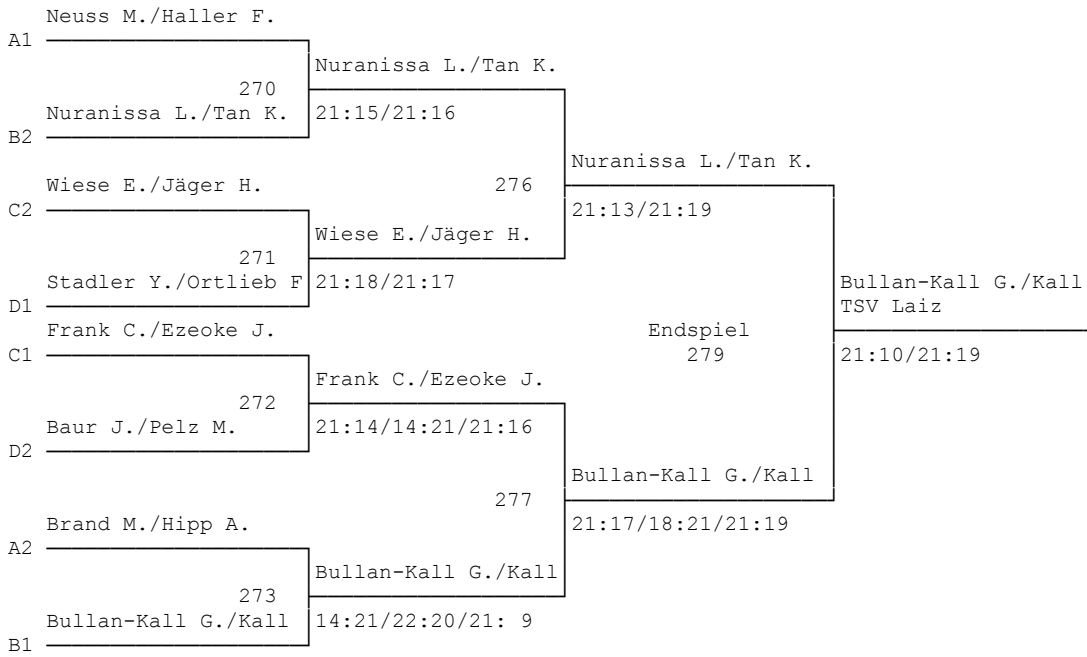 Neuss M./Haller F.
A1
Nuranissa L./Tan K.
270
Nuranissa L./Tan K. 21:15/21:16
B2
Nuranissa L./Tan K.
Wiese E./Jäger H. 276
C2 21:13/21:19
Wiese E./Jäger H.
271
Stadler Y./Ortlieb F 21:18/21:17 Bullan-Kall G./Kall
D1 TSV Laiz
Frank C./Ezeoke J. Endspiel
C1 279 21:10/21:19
Frank C./Ezeoke J.
272
Baur J./Pelz M. 21:14/14:21/21:16
D2
Bullan-Kall G./Kall
277
Brand M./Hipp A. 21:17/18:21/21:19
A2
Bullan-Kall G./Kall
273
Bullan-Kall G./Kall 14:21/22:20/21: 9
B1